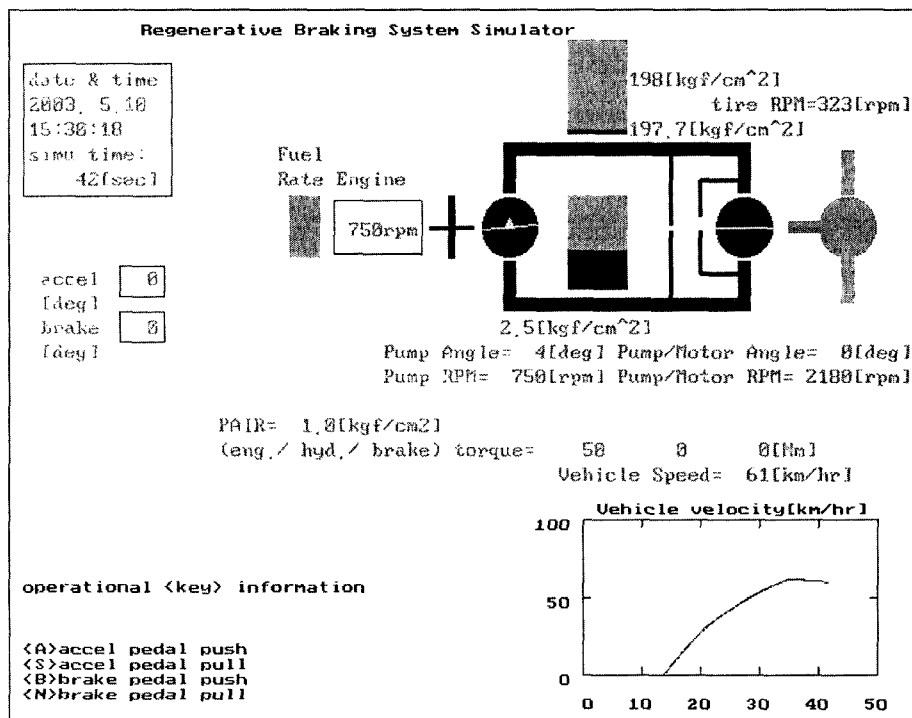 Regenerative Braking System Simulator
date & time
2003. 5.10
15:30:18
simu time:
42[sec]
198[kgf/cm^2]
tire RPM=323[rpm]
197.7[kgf/cm^2]
Fuel
Rate Engine
750rpm
accel 0
[deg]
brake 0
[deg]
2.5[kgf/cm^2]
Pump Angle= 4[deg] Pump/Motor Angle= 0[deg]
Pump RPM= 750[rpm] Pump/Motor RPM= 2180[rpm]
PAIR= 1.0[kgf/cm2]
(eng./ hyd./ brake) torque= 50 0 0[Nm]
Vehicle Speed= 61[km/hr]
Vehicle velocity[km/hr]
100
50
0
0 10 20 30 40 50
operational <key> information
<A>accel pedal push
<S>accel pedal pull
<B>brake pedal push
<N>brake pedal pull